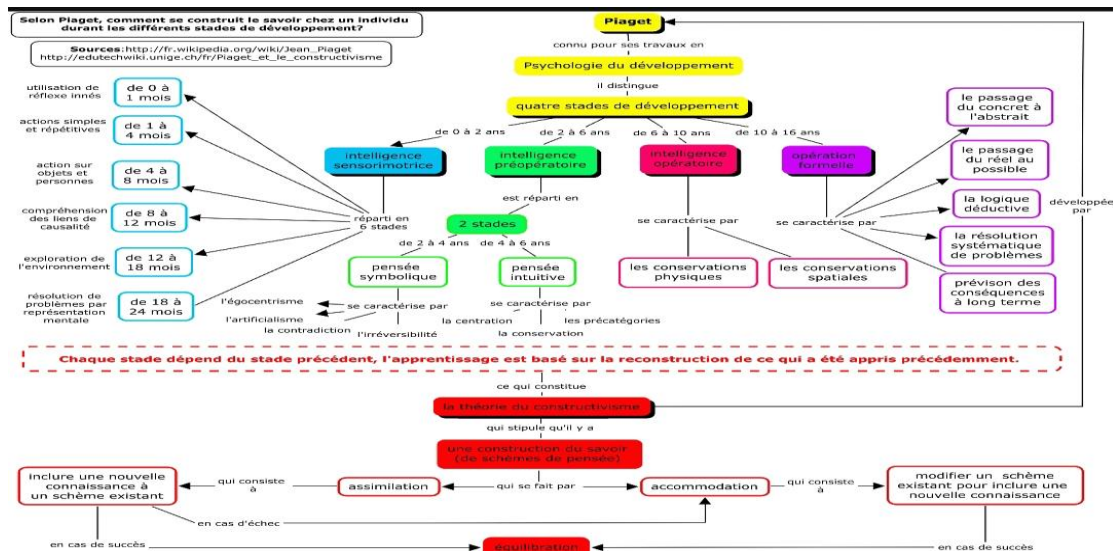 Selon Piaget, comment se construit le savoir chez un individu
durant les différents stades de développement?
Sources:http://fr.wikipedia.org/wiki/Jean_Piaget
http://edutechwiki.unige.ch/fr/Piaget_et_le_constructivisme
Piaget
connu pour ses travaux en
Psychologie du développement
il distingue
quatre stades de développement
de 0 à 2 ans
de 2 à 6 ans
de 6 à 10 ans
de 10 à 16 ans
intelligence
sensorimotrice
intelligence
préopératoire
intelligence
opératoire
opération
formelle
utilisation de
réflexe innés
de 0 à
1 mois
actions simples
et répétitives
de 1 à
4 mois
action sur
objets et
personnes
de 4 à
8 mois
compréhension
des liens de
causalité
de 8 à
12 mois
exploration de
l'environnement
de 12 à
18 mois
résolution de
problèmes par
représentation
mentale
de 18 à
24 mois
réparti en
6 stades
est réparti en
2 stades
de 2 à 4 ans
de 4 à 6 ans
pensée
symbolique
pensée
intuitive
se caractérise par
l'égocentrisme
l'artificialisme
la contradiction
l'irréversibilité
se caractérise par
la centration
la conservation
les précatégories
se caractérise par
les conservations
physiques
les conservations
spatiales
se caractérise par
le passage
du concret à
l'abstrait
le passage
du réel au
possible
la logique
déductive
la résolution
systématique
de problèmes
prévison des
conséquences
à long terme
développée
par
Chaque stade dépend du stade précédent, l'apprentissage est basé sur la reconstruction de ce qui a été appris précédemment.
ce qui constitue
la théorie du constructivisme
qui stipule qu'il y a
une construction du savoir
(de schèmes de pensée)
qui se fait par
assimilation
accommodation
qui consiste
à
inclure une nouvelle
connaissance à
un schème existant
qui consiste
à
modifier un schème
existant pour inclure une
nouvelle connaissance
en cas d'échec
en cas de succès
équilibration
en cas de succès